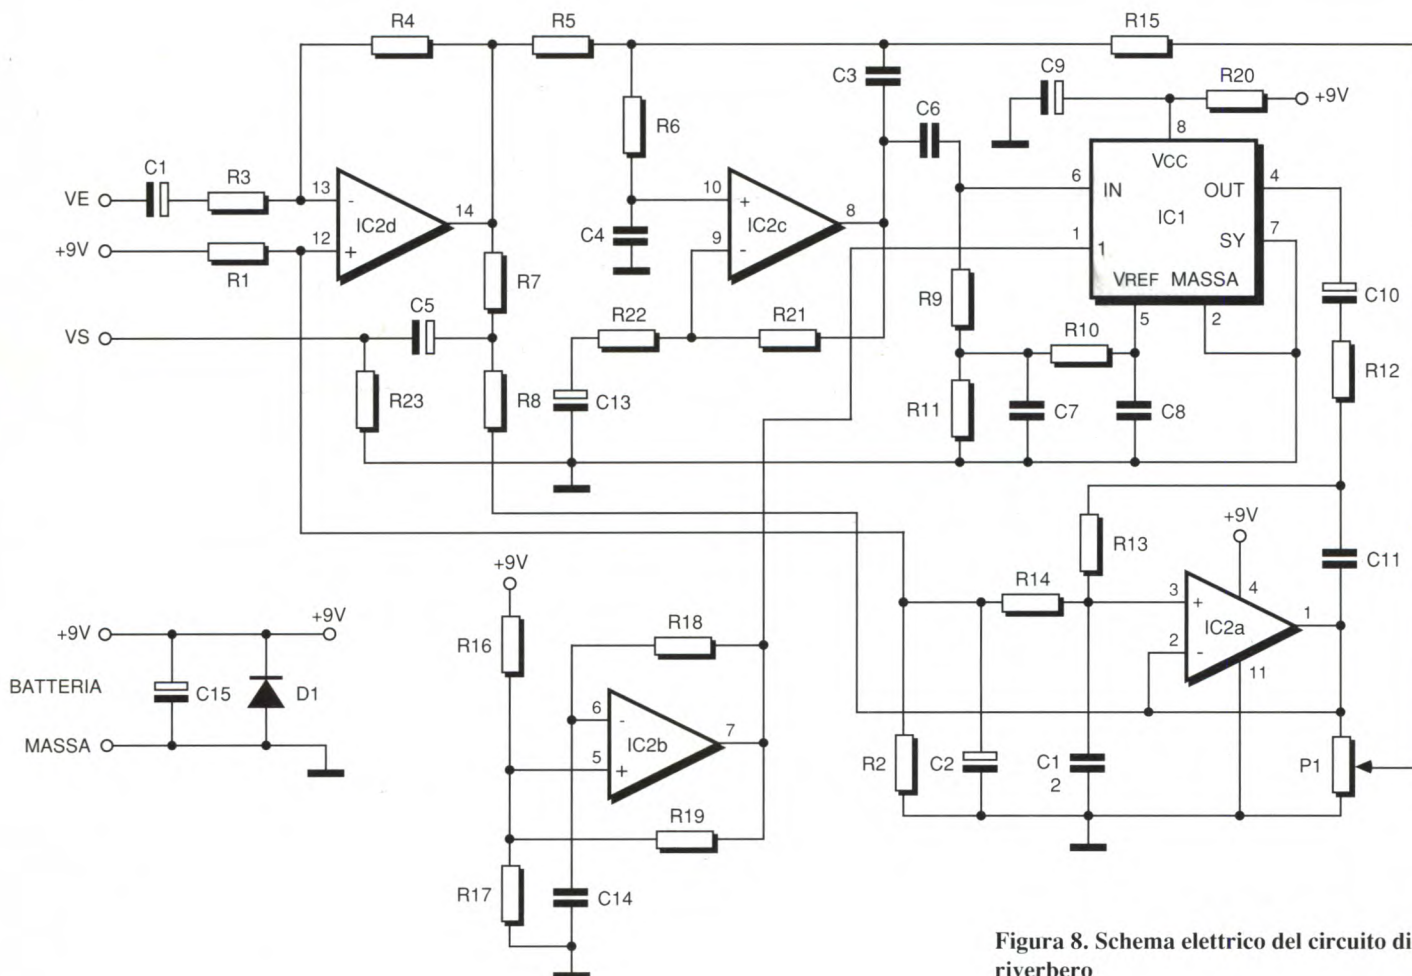 R4
R5
R15
C3
C9
R20
+9V
C6
R6
8
VCC
C1
R3
VE
13
-
IC2d
14
10
+
IC2c
8
9
-
6
IN
OUT
4
IC1
C4
+9V
R1
12
+
1
1
SY
7
R7
VREF
MASSA
C10
C5
R22
R21
R9
5
2
VS
R10
R12
R23
R8
C13
R11
C7
C8
+9V
R13
C11
+9V
R14
3
+
4
IC2a
1
2
-
11
+9V
+9V
R16
R18
BATTERIA
C15
D1
6
-
IC2b
7
MASSA
5
+
R2
C2
C1
2
P1
R19
R17
C14
Figura 8. Schema elettrico del circuito di
riverbero